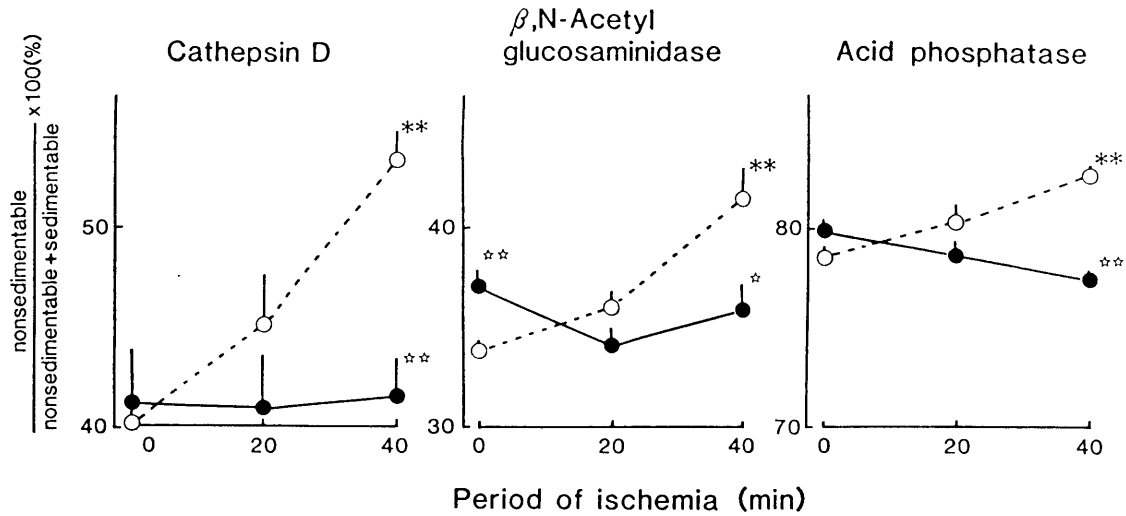 β,N-Acetyl
Cathepsin D
glucosaminidase
Acid phosphatase
nonsedimentable
nonsedimentable+sedimentable
x100(%)
50
40
0
20
40
**
☆☆
40
30
0
20
40
☆☆
**
☆
80
70
0
20
40
**
☆☆
Period of ischemia (min)